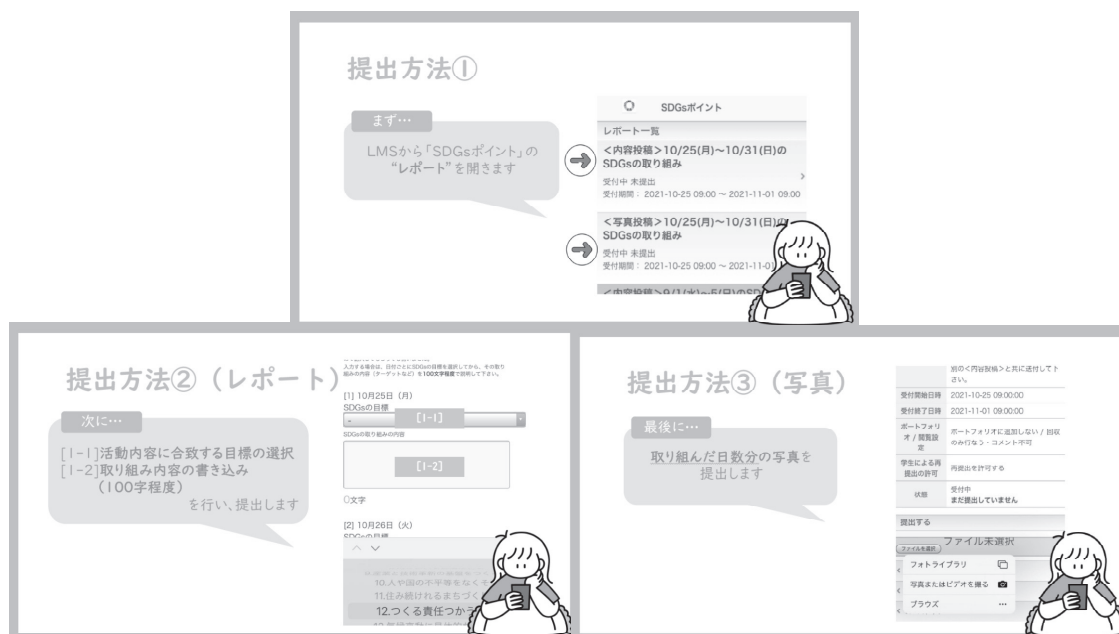 提出方法①
まず…
LMSから「SDGsポイント」の
“レポート”を開きます
SDGsポイント
レポート一覧
<内容投稿>10/25(月)~10/31(日)の
SDGsの取り組み
受付中 未提出
受付期間: 2021-10-25 09:00 ~ 2021-11-01 09:00
<写真投稿>10/25(月)~10/31(日)の
SDGsの取り組み
受付中 未提出
受付期間: 2021-10-25 09:00 ~ 2021-11-01
<内容投稿>9/1(水)~5(日)のSD
提出方法②(レポート)
次に…
[1-1]活動内容に合致する目標の選択
[1-2]取り組み内容の書き込み
(100字程度)
を行い、提出します
入力する場合は、日付ごとにSDGsの目標を選択してから、その取り
組みの内容(ターゲットなど)を100文字程度で説明して下さい。
[1] 10月25日(月)
SDGsの目標
-
[1-1]
SDGsの取り組みの内容
[1-2]
0文字
[2] 10月26日(火)
SDGsの目標
10.人や国の不平等をなくそ
11.住み続けられるまちづく
12.つくる責任つかう
提出方法③(写真)
最後に…
取り組んだ日数分の写真を
提出します
別の<内容投稿>と共に送付して下
さい。
受付開始日時 2021-10-25 09:00:00
受付終了日時 2021-11-01 09:00:00
ポートフォリ
オ / 閲覧設
定
ポートフォリオに追加しない / 回収
のみ行なう・コメント不可
学生による再
提出の許可
再提出を許可する
状態
受付中
まだ提出していません
提出する
ファイルを選択
ファイル未選択
フォトライブラリ
写真またはビデオを撮る
ブラウズ